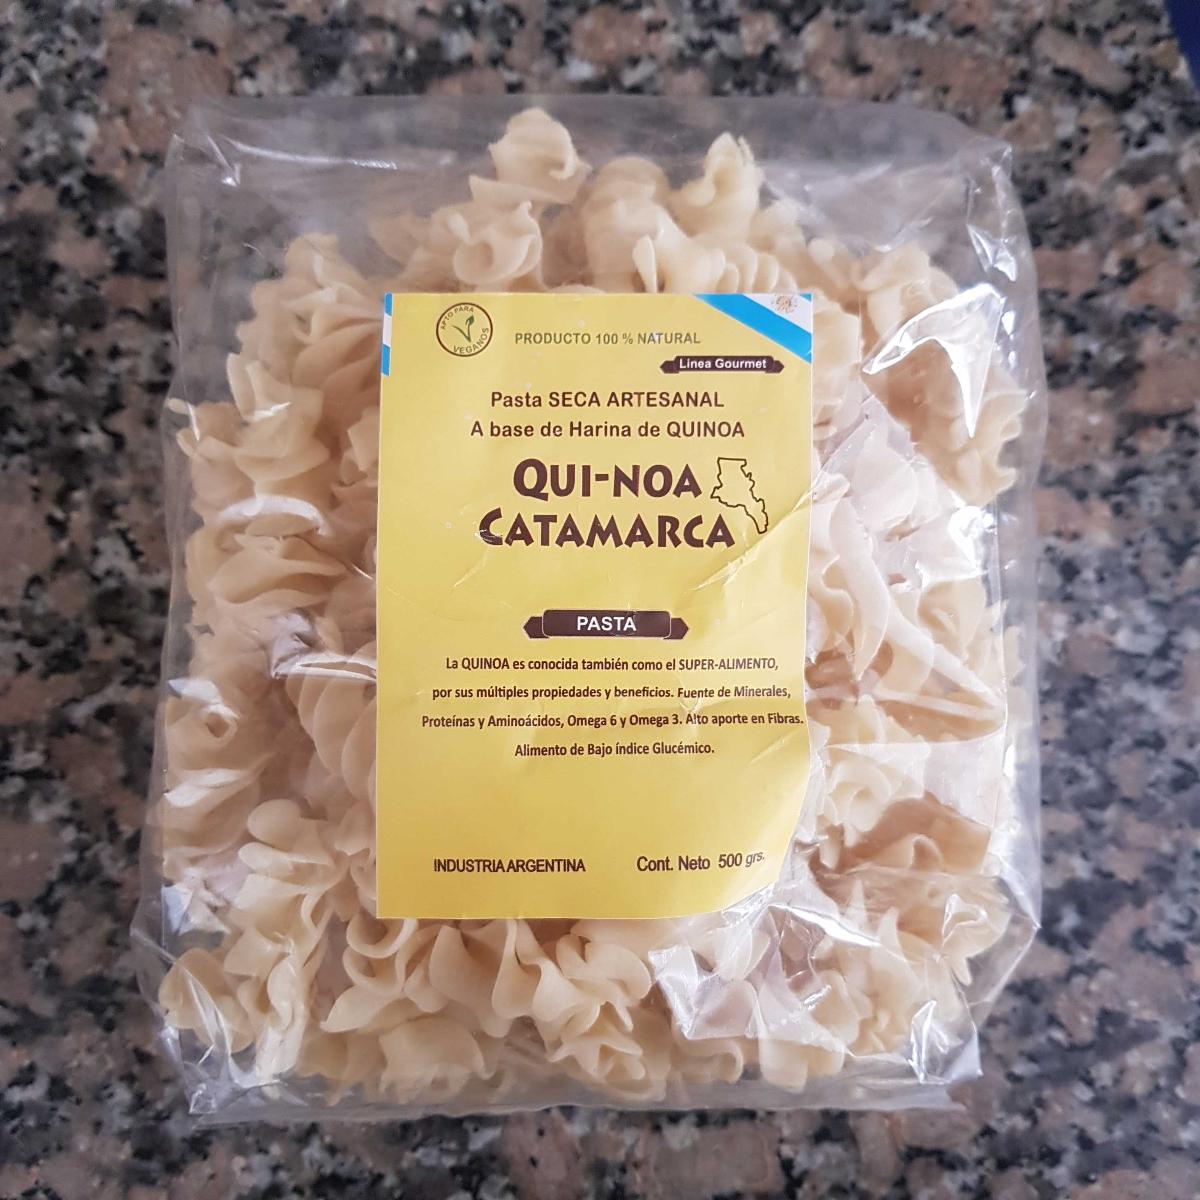 APTO PARA
VEGANOS
PRODUCTO 100 % NATURAL
Linea Gourmet
Pasta SECA ARTESANAL
A base de Harina de QUINOA
QUI-NOA
CATAMARCA
PASTA
La QUINOA es conocida también como el SUPER-ALIMENTO,
por sus múltiples propiedades y beneficios. Fuente de Minerales,
Proteínas y Aminoácidos, Omega 6 y Omega 3. Alto aporte en Fibras.
Alimento de Bajo índice Glucémico.
INDUSTRIA ARGENTINA Cont. Neto 500 grs.